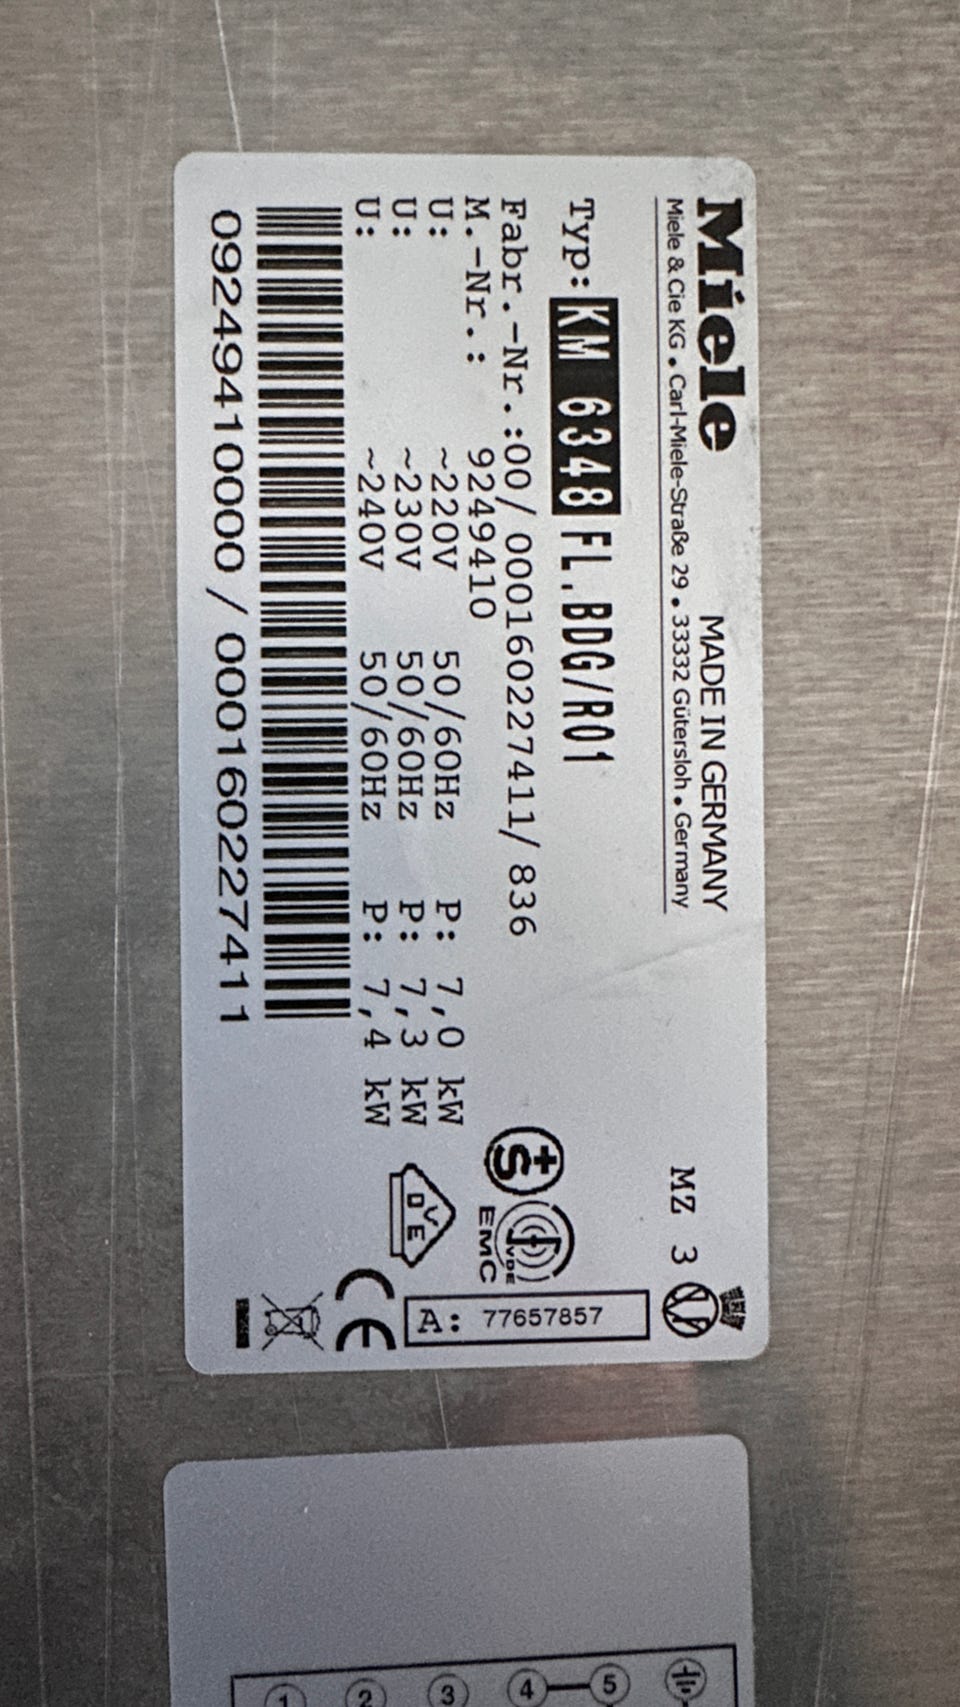 Miele MADE IN GERMANY MZ 3
Miele & Cie KG • Carl-Miele-Straße 29 • 33332 Gütersloh • Germany
Typ: KM 6348 FL.BDG/R01
Fabr.-Nr.:00/ 000160227411/ 836
M.-Nr.: 9249410
U: ~220V 50/60Hz P: 7,0 kW
U: ~230V 50/60Hz P: 7,3 kW
U: ~240V 50/60Hz P: 7,4 kW
09249410000 / 000160227411
+S
VDE
EMC
VDE
A: 77657857
CE
5
4
3
2
1